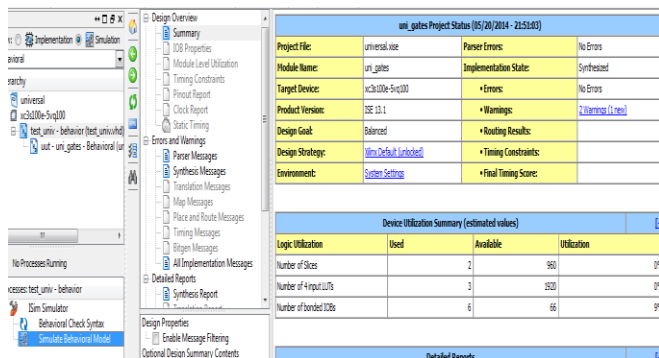 Implementation Simulation
universal
xc3s100e-5vq100
test_univ - behavior (test_univ.vhd)
uut - uni_gates - Behavioral (ur
No Processes Running
test_univ - behavior
ISim Simulator
Behavioral Check Syntax
Simulate Behavioral Model
Design Overview
Summary
IOB Properties
Module Level Utilization
Timing Constraints
Pinout Report
Clock Report
Static Timing
Errors and Warnings
Parser Messages
Synthesis Messages
Translation Messages
Map Messages
Place and Route Messages
Timing Messages
Bitgen Messages
All Implementation Messages
Detailed Reports
Synthesis Report
Design Properties
Enable Message Filtering
Optional Design Summary Contents
uni_gates Project Status (05/20/2014 - 21:51:03)
Project File: universal.xise Parser Errors: No Errors
Module Name: uni_gates Implementation State: Synthesized
Target Device: xc3s100e-5vq100 • Errors: No Errors
Product Version: ISE 13.1 • Warnings: 2 Warnings (1 new)
Design Goal: Balanced • Routing Results:
Design Strategy: Xilinx Default (unlocked) • Timing Constraints:
Environment: System Settings • Final Timing Score:
Device Utilization Summary (estimated values)
Logic Utilization Used Available Utilization
Number of Slices 2 960 0%
Number of 4 input LUTs 3 1920 0%
Number of bonded IOBs 6 66 9%
Detailed Reports